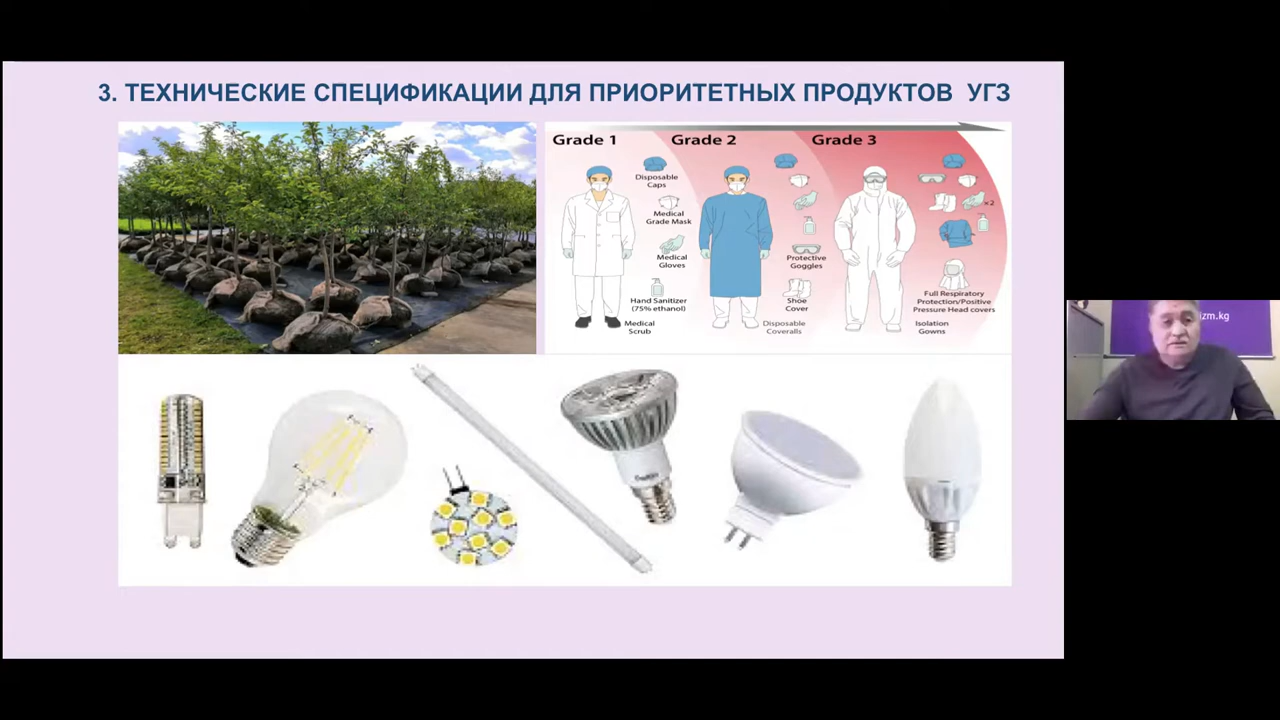 3. ТЕХНИЧЕСКИЕ СПЕЦИФИКАЦИИ ДЛЯ ПРИОРИТЕТНЫХ ПРОДУКТОВ УГЗ
Grade 1
Grade 2
Grade 3
Disposable
Caps
Medical
Grade Mask
Medical
Gloves
Hand Sanitizer
(75% ethanol)
Medical
Scrub
Protective
Goggles
Shoe
Cover
Disposable
Coveralls
×2
Full Respiratory
Protection/Positive
Pressure Head covers
Isolation
Gowns
izm.kg